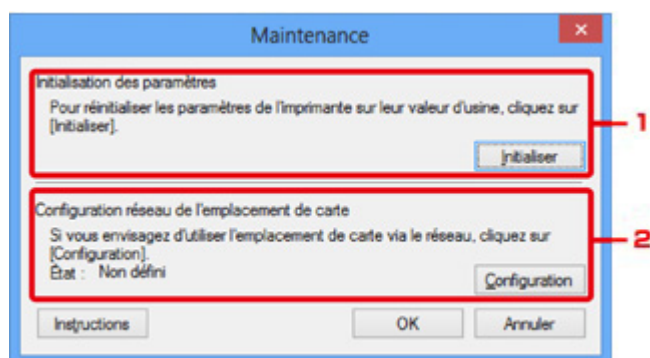 Maintenance
Initialisation des paramètres
Pour réinitialiser les paramètres de l'imprimante sur leur valeur d'usine, cliquez sur
[Initialiser].
1
Initialiser
Configuration réseau de l'emplacement de carte
Si vous envisagez d'utiliser l'emplacement de carte via le réseau, cliquez sur
[Configuration].
2
État : Non défini
Configuration
Instructions OK Annuler